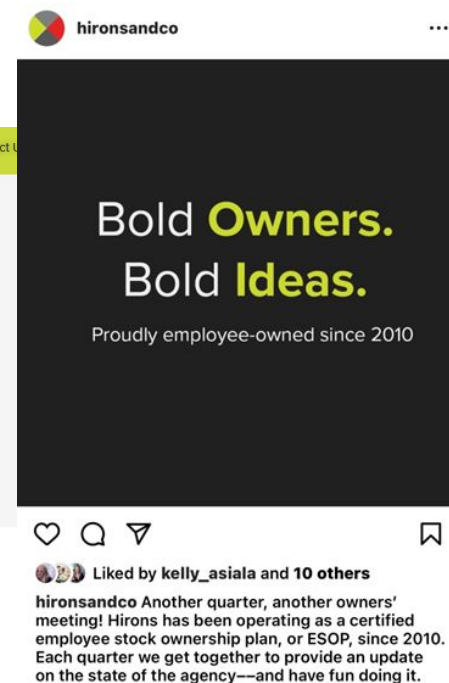 hironsandco
Bold Owners.
Bold Ideas.
Proudly employee-owned since 2010
Liked by kelly_asiala and 10 others
hironsandco Another quarter, another owners'
meeting! Hirons has been operating as a certified
employee stock ownership plan, or ESOP, since 2010.
Each quarter we get together to provide an update
on the state of the agency––and have fun doing it.